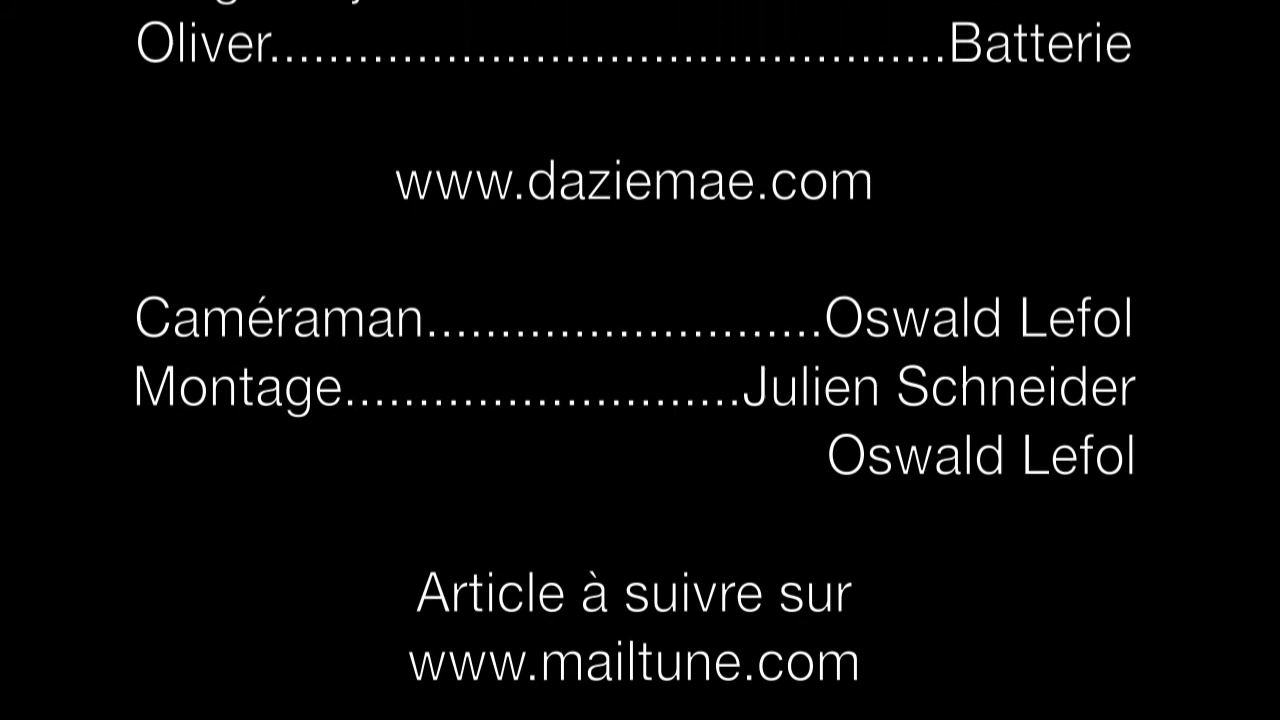 Oliver..............................................Batterie
www.daziemae.com
Caméraman...........................Oswald Lefol
Montage...........................Julien Schneider
Oswald Lefol
Article à suivre sur
www.mailtune.com